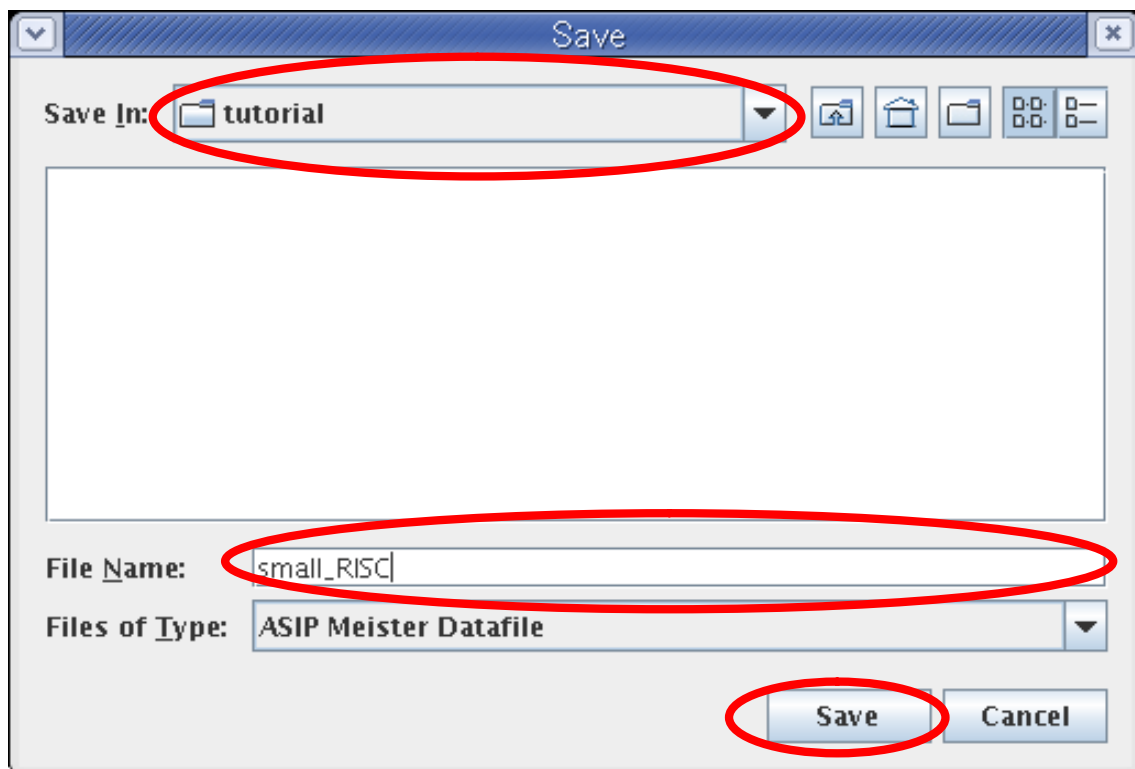 Save
Save In: tutorial
File Name: small_RISC
Files of Type: ASIP Meister Datafile
Save Cancel